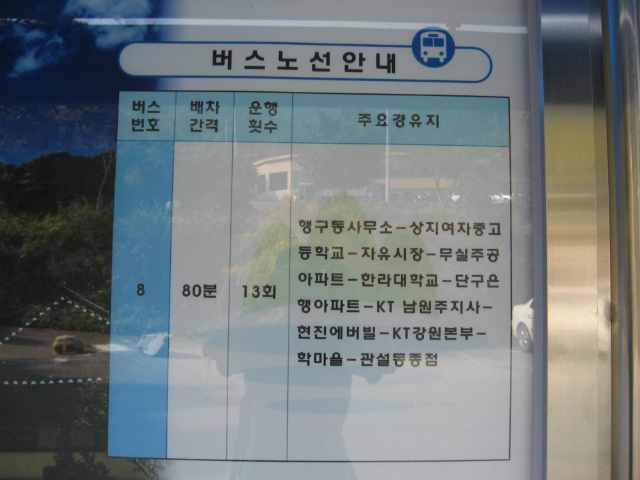 버스노선안내
버스 배차 운행 주요경유지
번호 간격 횟수
행구동사무소-상지여자중고
등학교-자유시장-무실주공
8 80분 13회 아파트-한라대학교-단구은
행아파트-KT 남원주지사-
현진에버빌-KT강원본부-
학마을-관설동종점